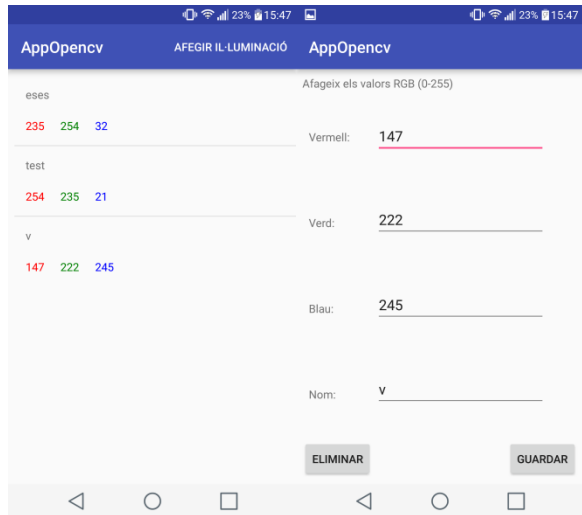 23% 15:47
AppOpencv AFEGIR IL·LUMINACIÓ
eses
235 254 32
test
254 235 21
v
147 222 245
23% 15:47
AppOpencv
Afageix els valors RGB (0-255)
Vermell: 147
Verd: 222
Blau: 245
Nom: v
ELIMINAR GUARDAR